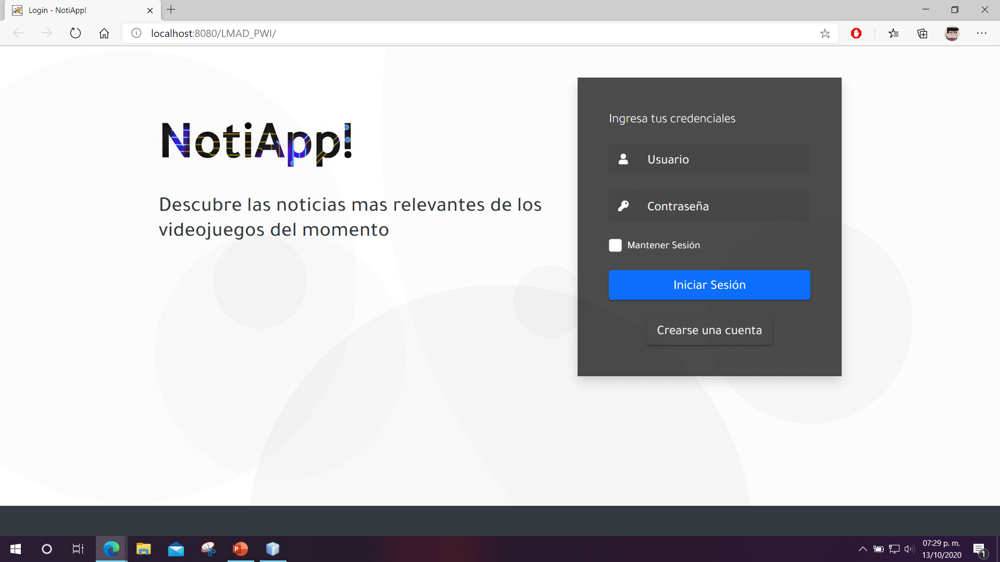 Login - NotiApp!
localhost:8080/LMAD_PWI/
NotiApp!
Descubre las noticias mas relevantes de los
videojuegos del momento
Ingresa tus credenciales
Usuario
Contraseña
Mantener Sesión
Iniciar Sesión
Crearse una cuenta
P
07:29 p. m.
13/10/2020
1